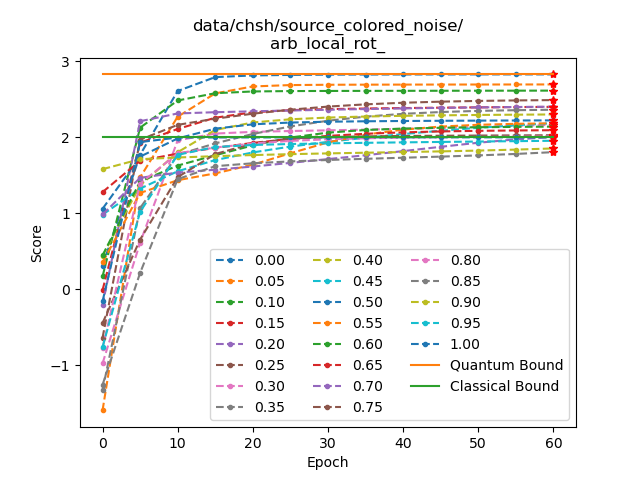 data/chsh/source_colored_noise/
arb_local_rot_
Score
3
2
1
0
−1
0 10 20 30 40 50 60
Epoch
0.00 0.40 0.80
0.05 0.45 0.85
0.10 0.50 0.90
0.15 0.55 0.95
0.20 0.60 1.00
0.25 0.65 Quantum Bound
0.30 0.70 Classical Bound
0.35 0.75